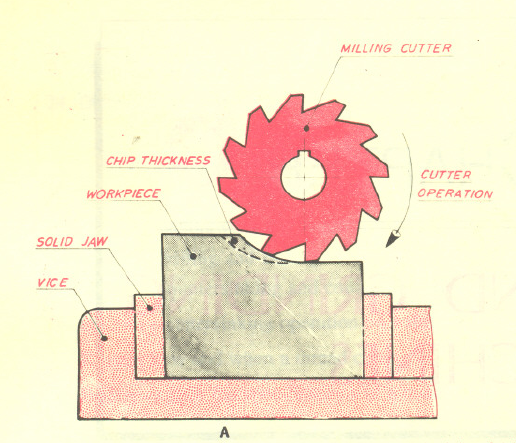 MILLING CUTTER
CHIP THICKNESS
CUTTER
OPERATION
WORKPIECE
SOLID JAW
VICE
A